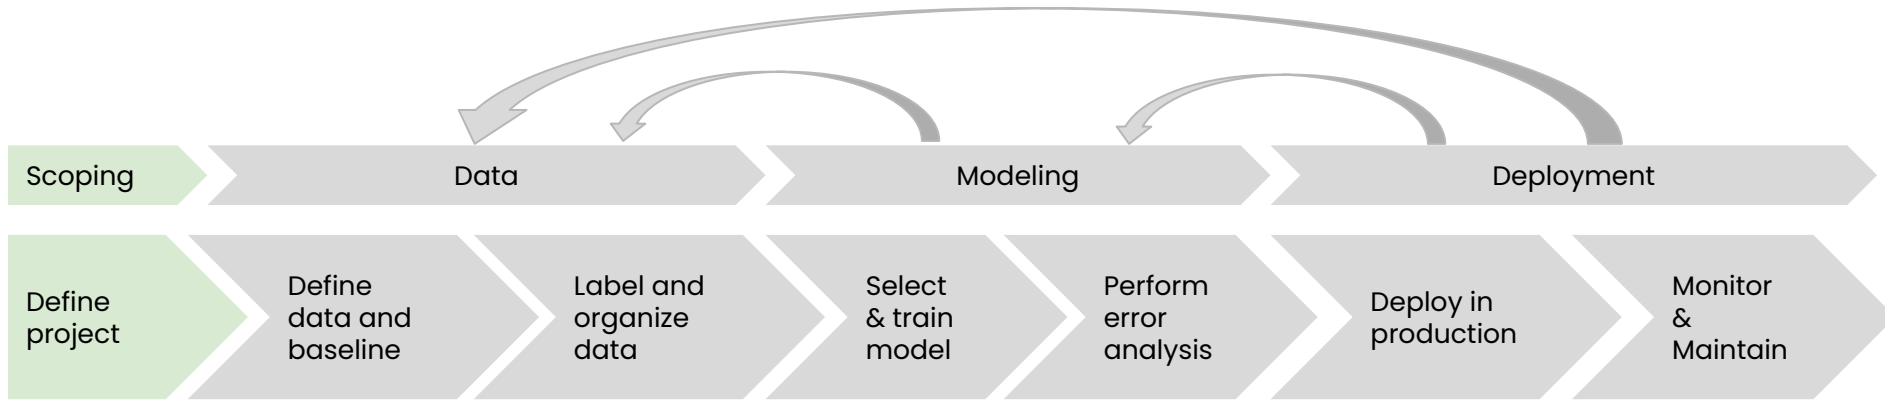 Scoping
Data
Modeling
Deployment
Define
project
Define
data and
baseline
Label and
organize
data
Select
& train
model
Perform
error
analysis
Deploy in
production
Monitor
&
Maintain